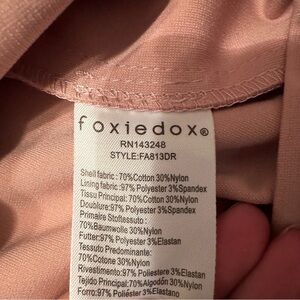 foxiedox®
RN143248
STYLE:FA813DR
Shell fabric: 70%Cotton 30%Nylon
Lining fabric:97% Polyester 3%Spandex
Tissu Principal:70%Cotton 30%Nylon
Doublure:97% Polyester 3%Spandex
Primaire Stoftessuto:
70%Baumwolle 30%Nylon
Futter:97% Polyester 3%Elastan
Tessuto Predominante:
70%Cotone 30%Nylon
Rivestimento:97% Poliestere 3%Elastan
Tejido Principal:70%Algodón 30%Nylon
Forro:97% Poliéster 3%Elastano